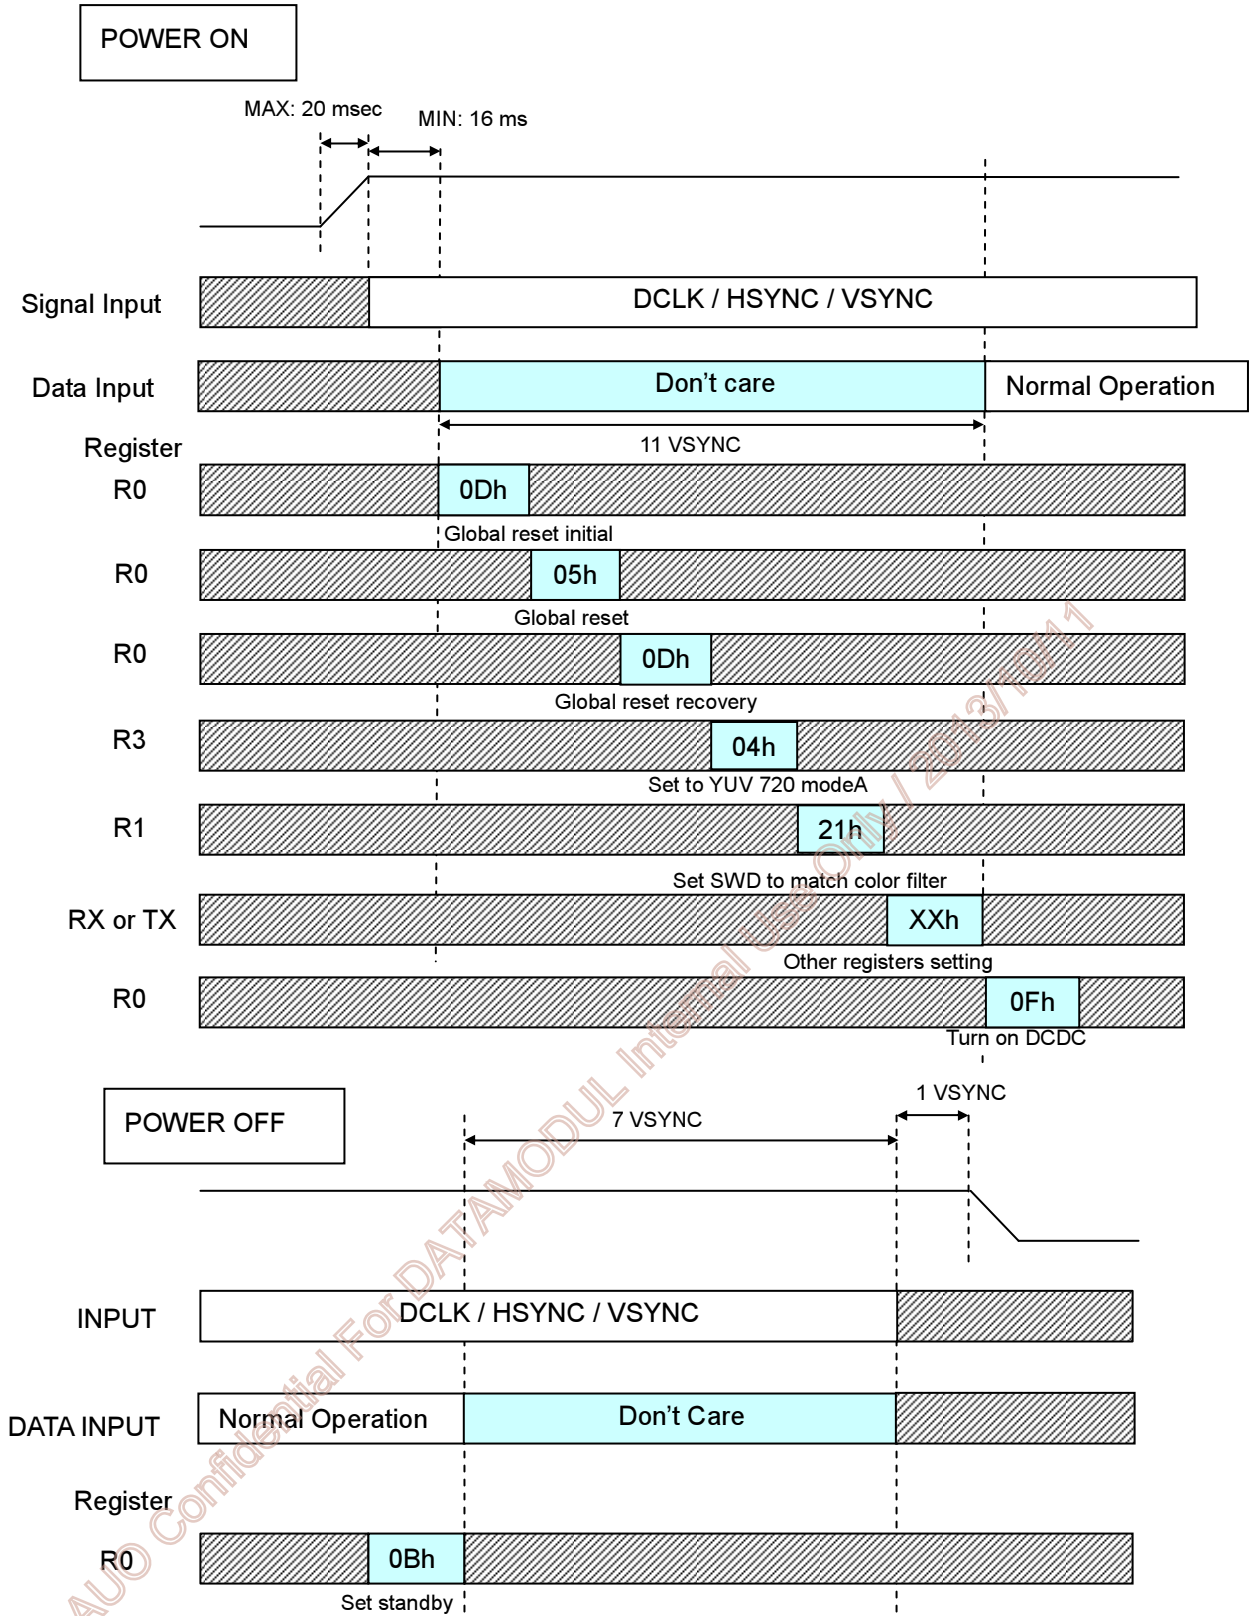 POWER ON
MAX: 20 msec
MIN: 16 ms
Signal Input
DCLK / HSYNC / VSYNC
Data Input
Don't care
Normal Operation
11 VSYNC
Register
R0
0Dh
Global reset initial
R0
05h
Global reset
R0
0Dh
Global reset recovery
R3
04h
Set to YUV 720 modeA
R1
21h
Set SWD to match color filter
RX or TX
XXh
Other registers setting
R0
0Fh
Turn on DCDC
POWER OFF
7 VSYNC
1 VSYNC
INPUT
DCLK / HSYNC / VSYNC
DATA INPUT
Normal Operation
Don't Care
Register
R0
0Bh
Set standby
AUO Confidential For DATAMODUL Internal Use Only / 2013/10/11